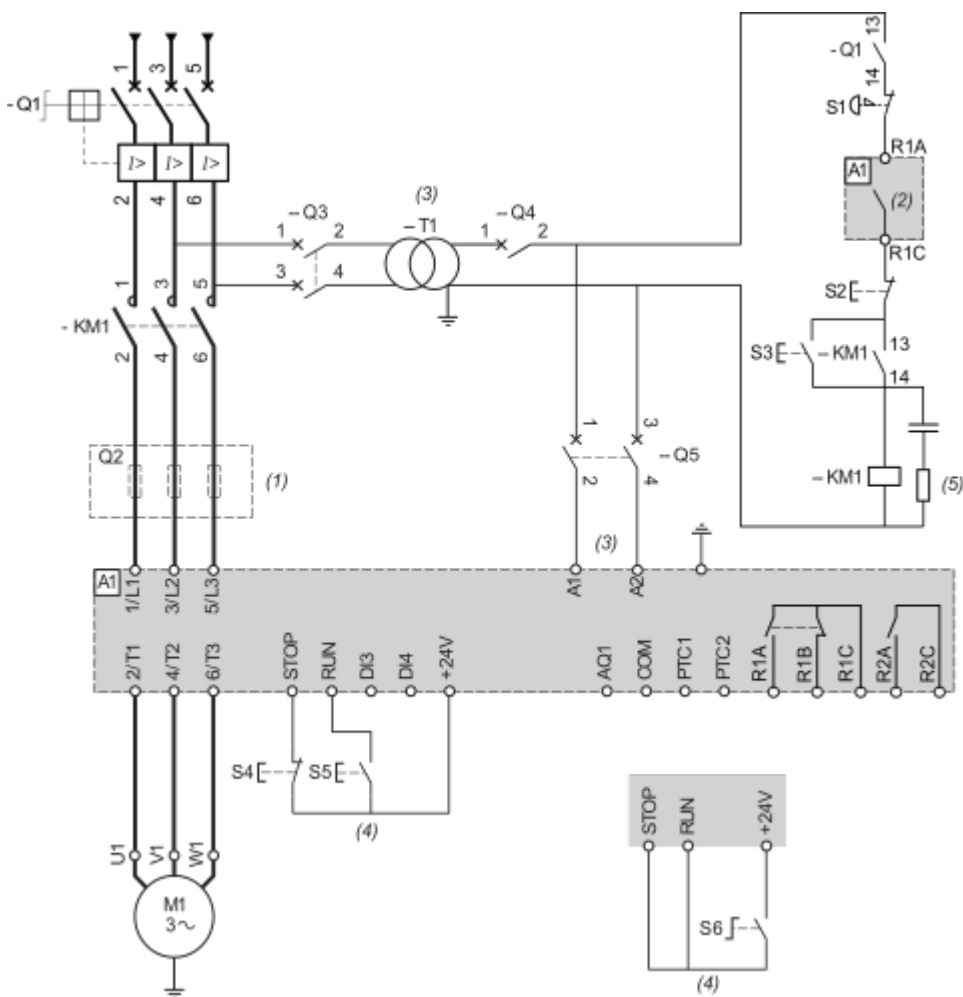 1 3 5
- Q1
I> I> I>
2 4 6
(3)
1 - Q3 2 - T1 1 - Q4 2
3 4
13
- Q1
14
S1
R1A
A1
(2)
R1C
S2
S3 - KM1 13
14
- KM1 (5)
1 3 5
- KM1
2 4 6
Q2
(1)
1 3
- Q5
2 4
(3)
A1 1/L1 3/L2 5/L3 A1 A2
2/T1 4/T2 6/T3 STOP RUN DI3 DI4 +24V AQ1 COM PTC1 PTC2 R1A R1B R1C R2A R2C
S4 S5
(4)
STOP RUN +24V
S6
(4)
U1 V1 W1
M1
3~